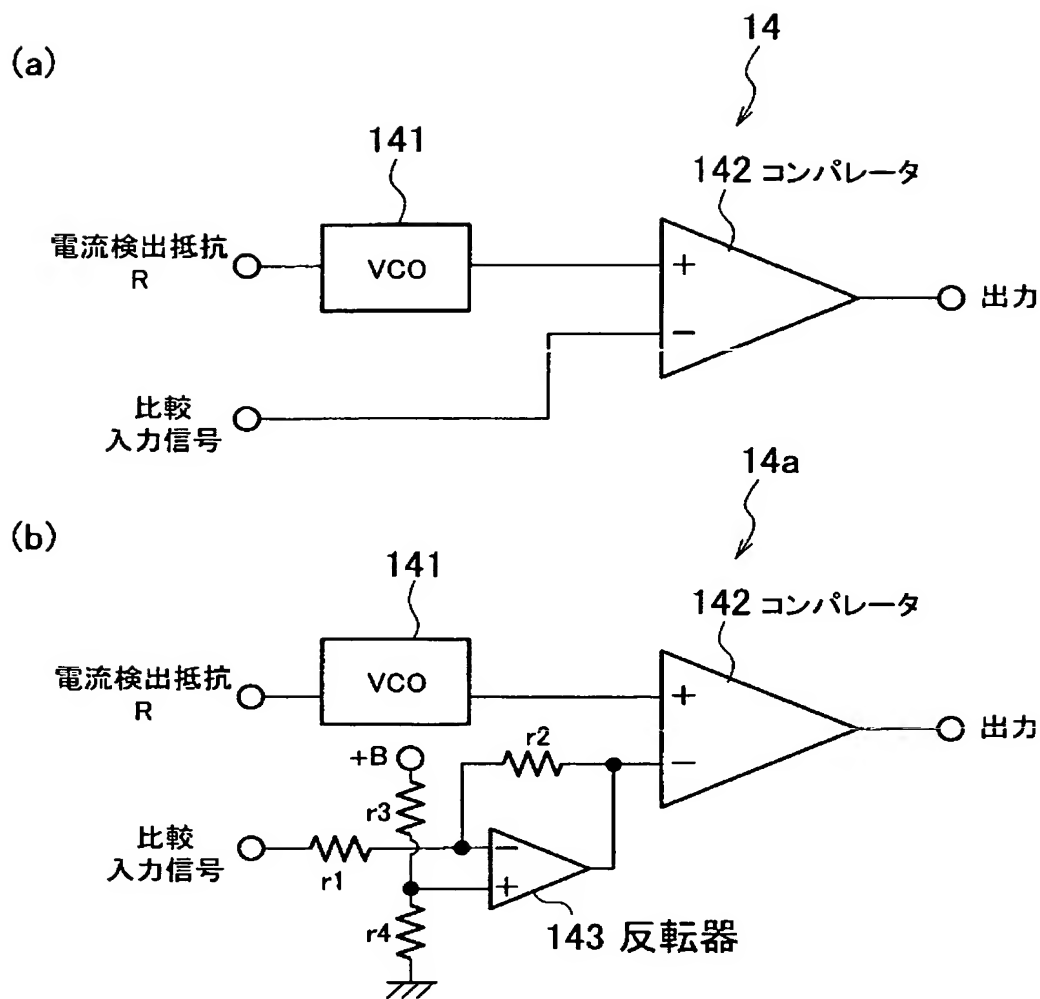 (a)
14
141
142 コンパレータ
電流検出抵抗
R
VCO
+
−
出力
比較
入力信号
(b)
14a
141
142 コンパレータ
電流検出抵抗
R
VCO
+
−
出力
+B
r2
r3
比較
入力信号
r1
−
+
r4
143 反転器